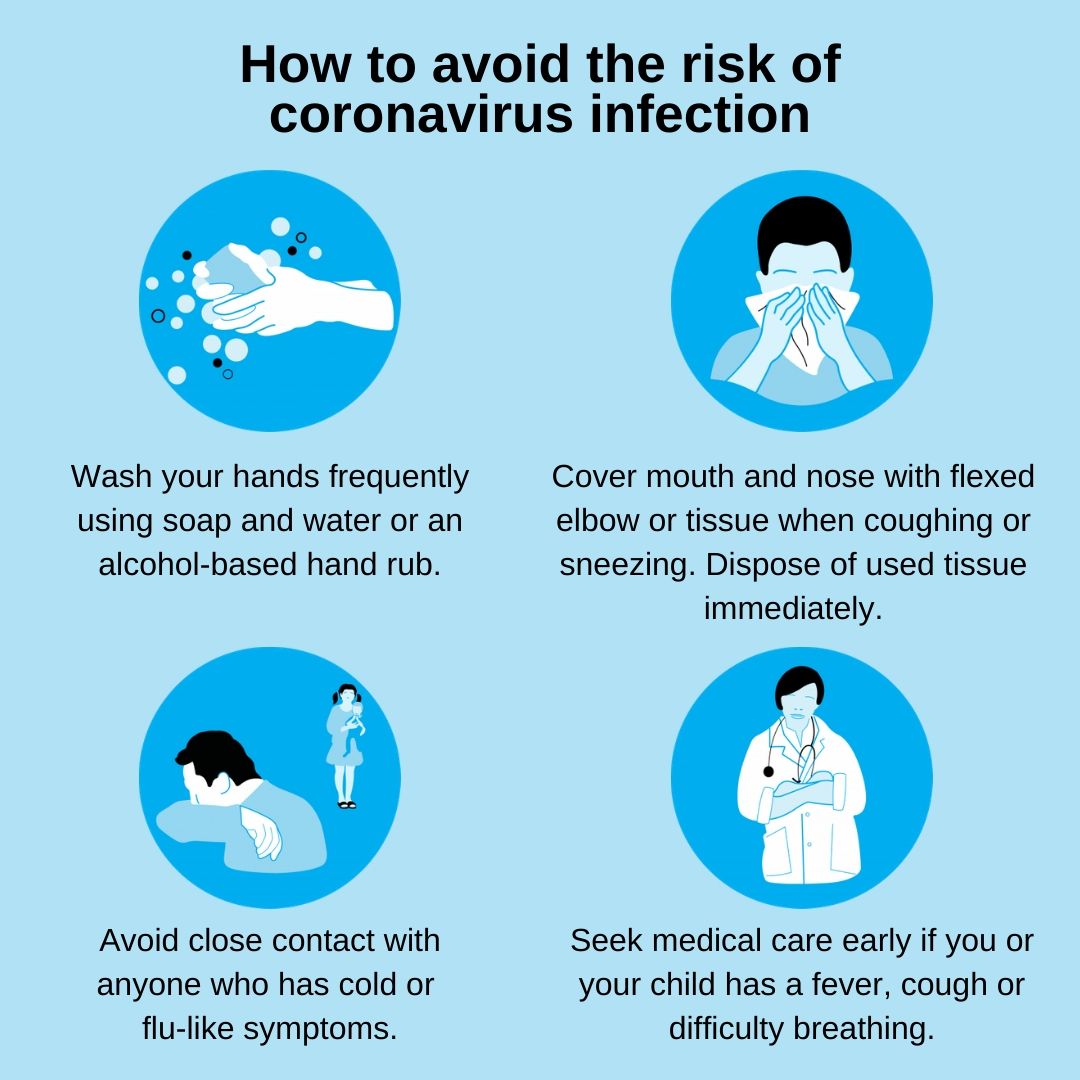 How to avoid the risk of
coronavirus infection
Wash your hands frequently
using soap and water or an
alcohol-based hand rub.
Cover mouth and nose with flexed
elbow or tissue when coughing or
sneezing. Dispose of used tissue
immediately.
Avoid close contact with
anyone who has cold or
flu-like symptoms.
Seek medical care early if you or
your child has a fever, cough or
difficulty breathing.